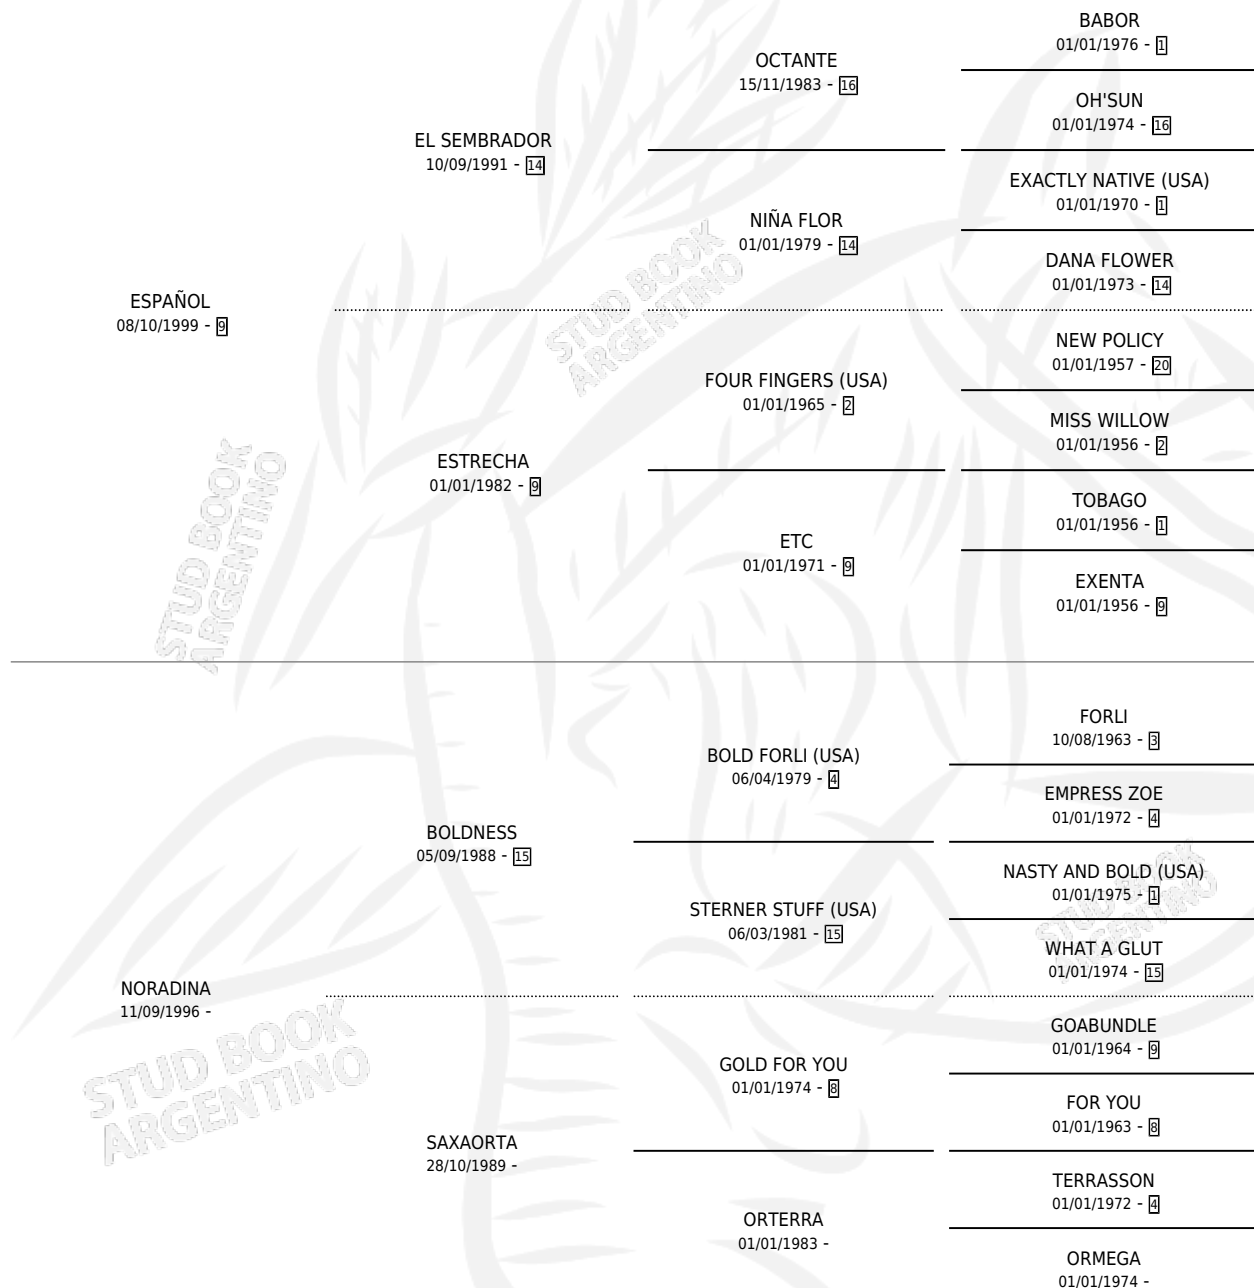 BABOR
01/01/1976 - 1
OCTANTE
15/11/1983 - 16
OH'SUN
01/01/1974 - 16
EL SEMBRADOR
10/09/1991 - 14
EXACTLY NATIVE (USA)
01/01/1970 - 1
NIÑA FLOR
01/01/1979 - 14
DANA FLOWER
01/01/1973 - 14
ESPAÑOL
08/10/1999 - 9
NEW POLICY
01/01/1957 - 20
FOUR FINGERS (USA)
01/01/1965 - 2
MISS WILLOW
01/01/1956 - 2
ESTRECHA
01/01/1982 - 9
TOBAGO
01/01/1956 - 1
ETC
01/01/1971 - 9
EXENTA
01/01/1956 - 9
STUD BOOK
ARGENTINO
STUD BOOK
ARGENTINO
FORLI
10/08/1963 - 3
BOLD FORLI (USA)
06/04/1979 - 4
EMPRESS ZOE
01/01/1972 - 4
BOLDNESS
05/09/1988 - 15
NASTY AND BOLD (USA)
01/01/1975 - 1
STERNER STUFF (USA)
06/03/1981 - 15
WHAT A GLUT
01/01/1974 - 15
NORADINA
11/09/1996 -
GOABUNDLE
01/01/1964 - 9
GOLD FOR YOU
01/01/1974 - 8
FOR YOU
01/01/1963 - 8
SAXAORTA
28/10/1989 -
TERRASSON
01/01/1972 - 4
ORTERRA
01/01/1983 -
ORMEGA
01/01/1974 -
STUD BOOK
ARGENTINO
STUD BOOK
ARGENTINO